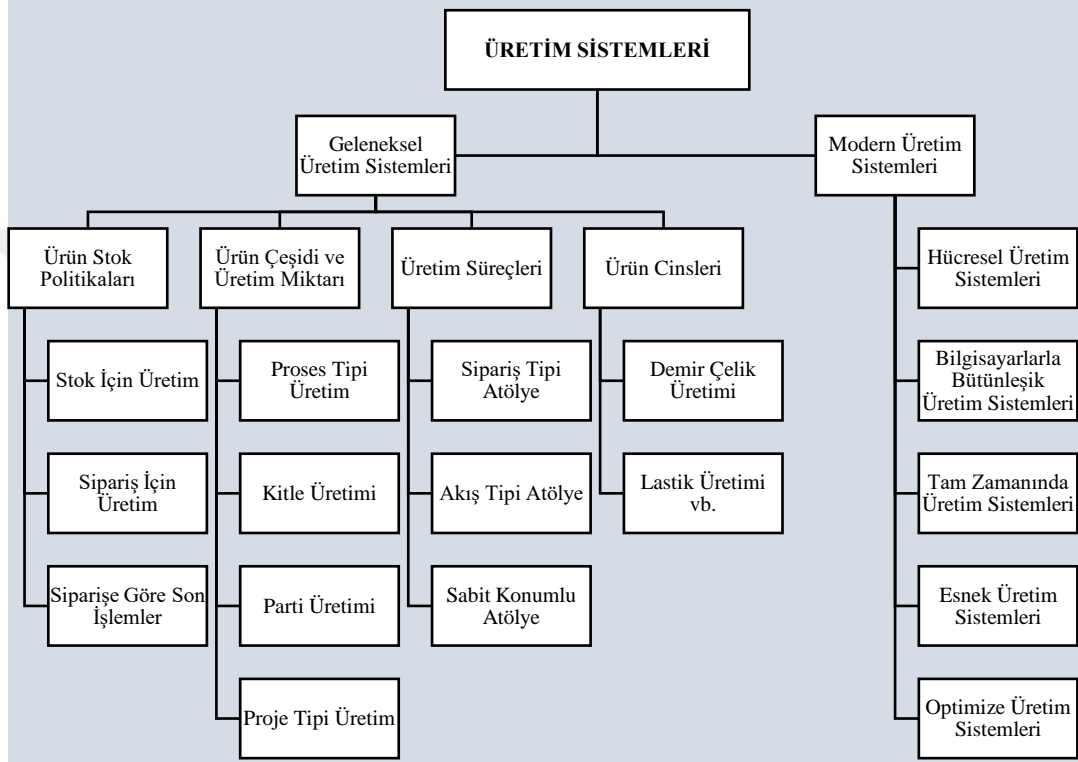 ÜRETİM SİSTEMLERİ
Geleneksel
Üretim Sistemleri
Modern Üretim
Sistemleri
Ürün Stok
Politikaları
Ürün Çeşidi ve
Üretim Miktarı
Üretim Süreçleri
Ürün Cinsleri
Stok İçin Üretim
Sipariş İçin
Üretim
Siparişe Göre Son
İşlemler
Proses Tipi
Üretim
Kitle Üretimi
Parti Üretimi
Proje Tipi Üretim
Sipariş Tipi
Atölye
Akış Tipi Atölye
Sabit Konumlu
Atölye
Demir Çelik
Üretimi
Lastik Üretimi
vb.
Hücresel Üretim
Sistemleri
Bilgisayarlarla
Bütünleşik
Üretim Sistemleri
Tam Zamanında
Üretim Sistemleri
Esnek Üretim
Sistemleri
Optimize Üretim
Sistemleri